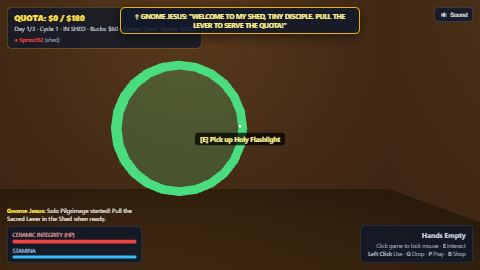 QUOTA: $0 / $180
✝ GNOME JESUS: "WELCOME TO MY SHED, TINY DISCIPLE. PULL THE
LEVER TO SERVE THE QUOTA!"
Sound
Day 1/3 · Cycle 1 · IN SHED · Bucks: $60
• Sprout92 (shed)
[E] Pick up Holy Flashlight
Gnome Jesus: Solo Pilgrimage started! Pull the
Sacred Lever in the Shed when ready.
CERAMIC INTEGRITY (HP)
STAMINA
Hands Empty
Click game to lock mouse · E Interact
Left Click Use · G Drop · P Pray · B Shop